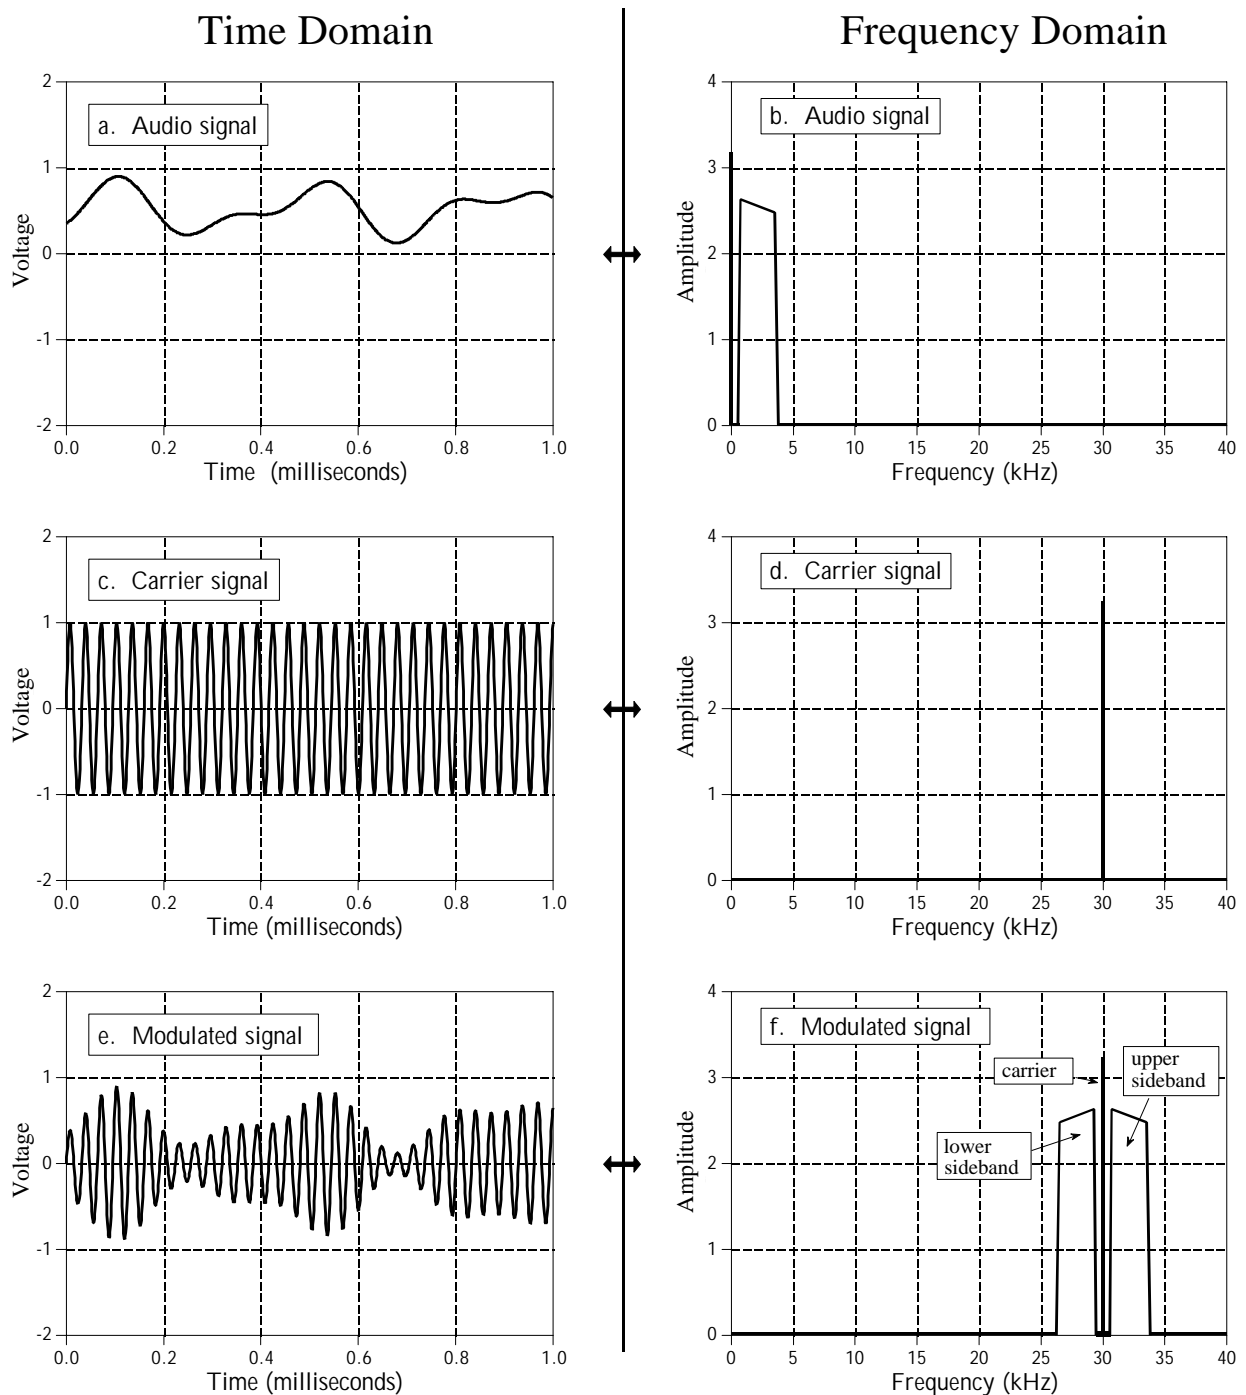 Time Domain
Frequency Domain
a. Audio signal
2
1
0
-1
-2
Voltage
0.0 0.2 0.4 0.6 0.8 1.0
Time (milliseconds)
b. Audio signal
4
3
2
1
0
Amplitude
0 5 10 15 20 25 30 35 40
Frequency (kHz)
c. Carrier signal
2
1
0
-1
-2
Voltage
0.0 0.2 0.4 0.6 0.8 1.0
Time (milliseconds)
d. Carrier signal
4
3
2
1
0
Amplitude
0 5 10 15 20 25 30 35 40
Frequency (kHz)
e. Modulated signal
2
1
0
-1
-2
Voltage
0.0 0.2 0.4 0.6 0.8 1.0
Time (milliseconds)
f. Modulated signal
4
3
2
1
0
Amplitude
carrier
upper
sideband
lower
sideband
0 5 10 15 20 25 30 35 40
Frequency (kHz)